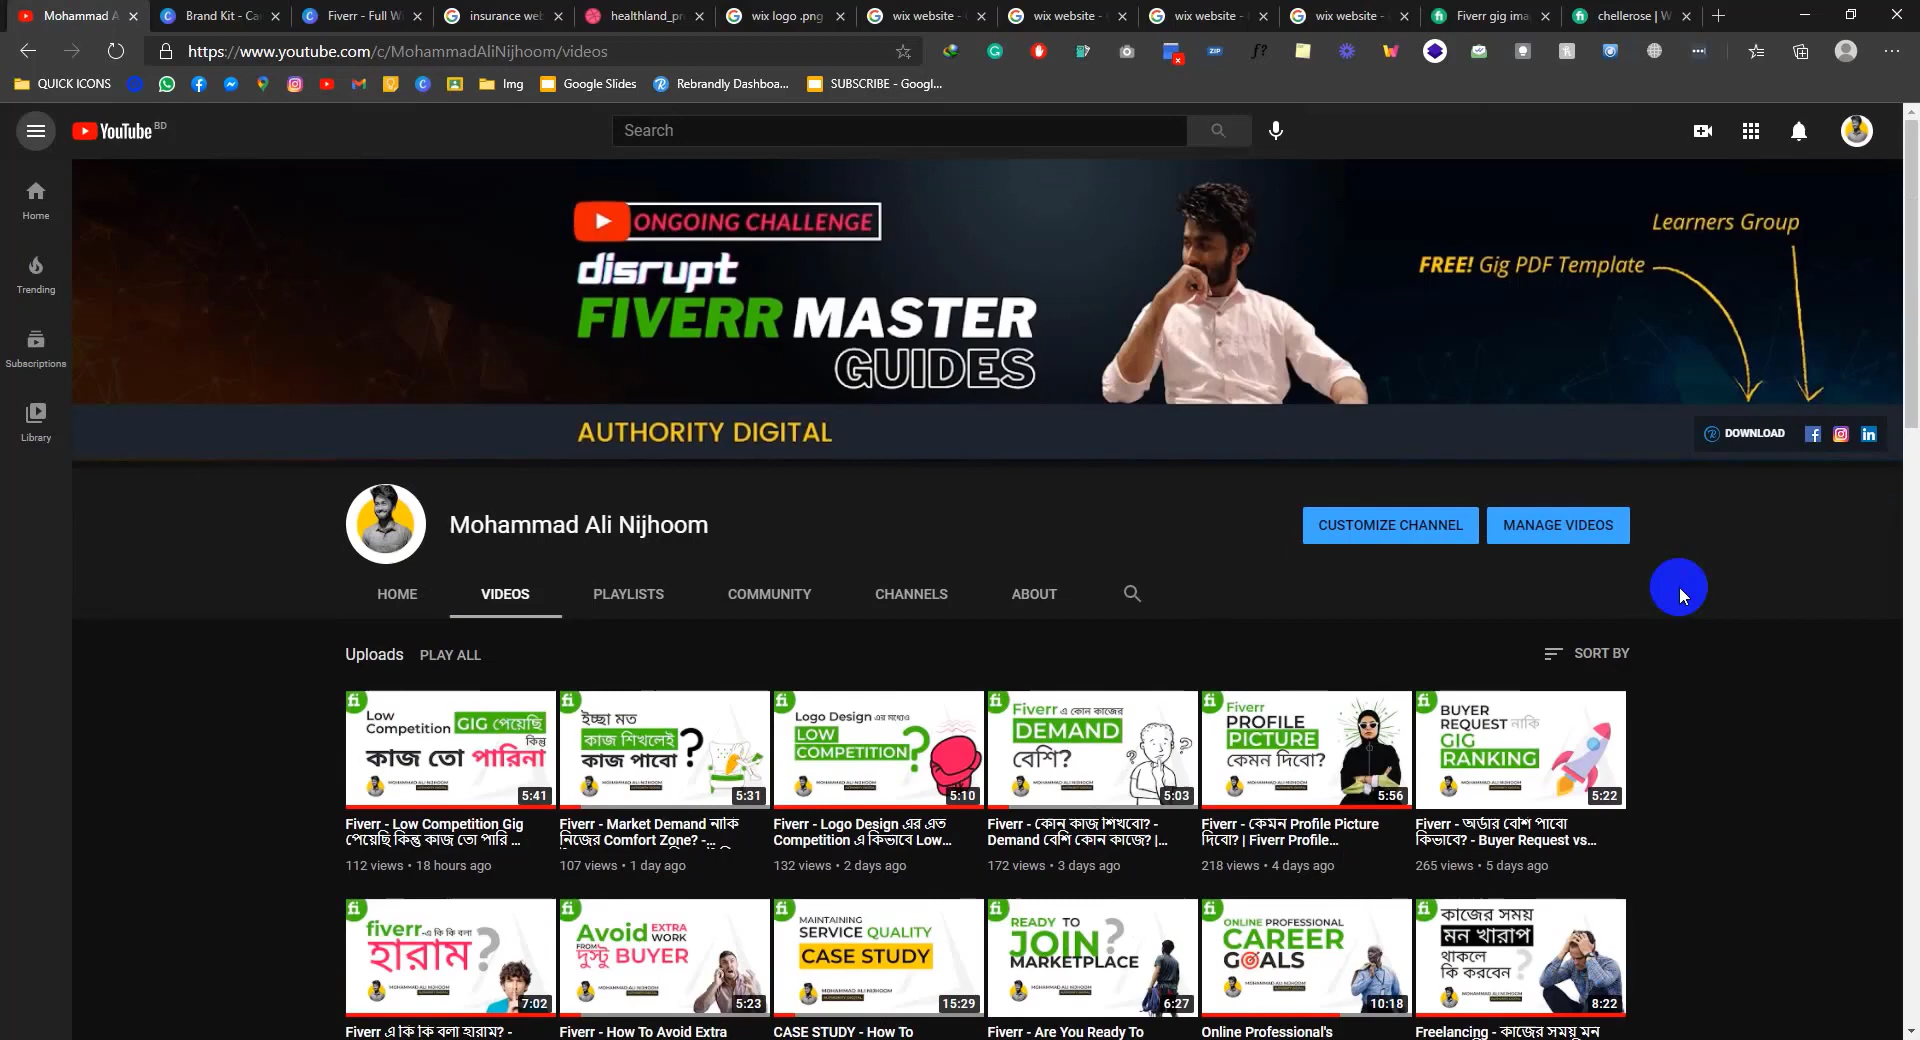 Mohammad A
Brand Kit - Ca
Fiverr - Full W
insurance we
healthland_pr
wix logo .png
wix website -
wix website -
wix website -
wix website -
Fiverr gig ima
chellerose | W
https://www.youtube.com/c/MohammadAliNijhoom/videos
QUICK ICONS
Img
Google Slides
Rebrandly Dashboa...
SUBSCRIBE - Googl...
YouTube BD
Search
Home
Trending
Subscriptions
Library
ONGOING CHALLENGE
disrupt
FIVERR MASTER
GUIDES
AUTHORITY DIGITAL
Learners Group
FREE! Gig PDF Template
DOWNLOAD
Mohammad Ali Nijhoom
CUSTOMIZE CHANNEL
MANAGE VIDEOS
HOME
VIDEOS
PLAYLISTS
COMMUNITY
CHANNELS
ABOUT
Uploads
PLAY ALL
SORT BY
Low
Competition GIG পেয়েছি
কিন্তু
কাজ তো পারিনা
5:41
Fiverr - Low Competition Gig
পেয়েছি কিন্তু কাজ তো পারি ...
112 views • 18 hours ago
ইচ্ছা মত
কাজ শিখলেই
কাজ পাবো ?
5:31
Fiverr - Market Demand নাকি
নিজের Comfort Zone? -...
107 views • 1 day ago
Logo Design এর মধ্যেও
LOW
COMPETITION ?
5:10
Fiverr - Logo Design এর এত
Competition এ কিভাবে Low...
132 views • 2 days ago
Fiverr এ কোন কাজের
DEMAND
বেশি?
5:03
Fiverr - কোন কাজ শিখবো? -
Demand বেশি কোন কাজে? |...
172 views • 3 days ago
Fiverr
PROFILE
PICTURE
কেমন দিবো?
5:56
Fiverr - কেমন Profile Picture
দিবো? | Fiverr Profile...
218 views • 4 days ago
BUYER
REQUEST নাকি
GIG
RANKING
5:22
Fiverr - অর্ডার বেশি পাবো
কিভাবে? - Buyer Request vs...
265 views • 5 days ago
fiverr-এ কি কি বলা
হারাম ?
7:02
Fiverr এ কি কি বলা হারাম? -
Avoid EXTRA WORK
FROM
দুস্টু BUYER
5:23
Fiverr - How To Avoid Extra
MAINTAINING
SERVICE QUALITY
CASE STUDY
15:29
CASE STUDY - How To
READY TO
JOIN ?
MARKETPLACE
6:27
Fiverr - Are You Ready To
ONLINE PROFESSIONAL
CAREER
GOALS
10:18
Online Professional's
কাজের সময়
মন খারাপ
থাকলে
কি করবেন ?
8:22
Freelancing - কাজের সময় মন